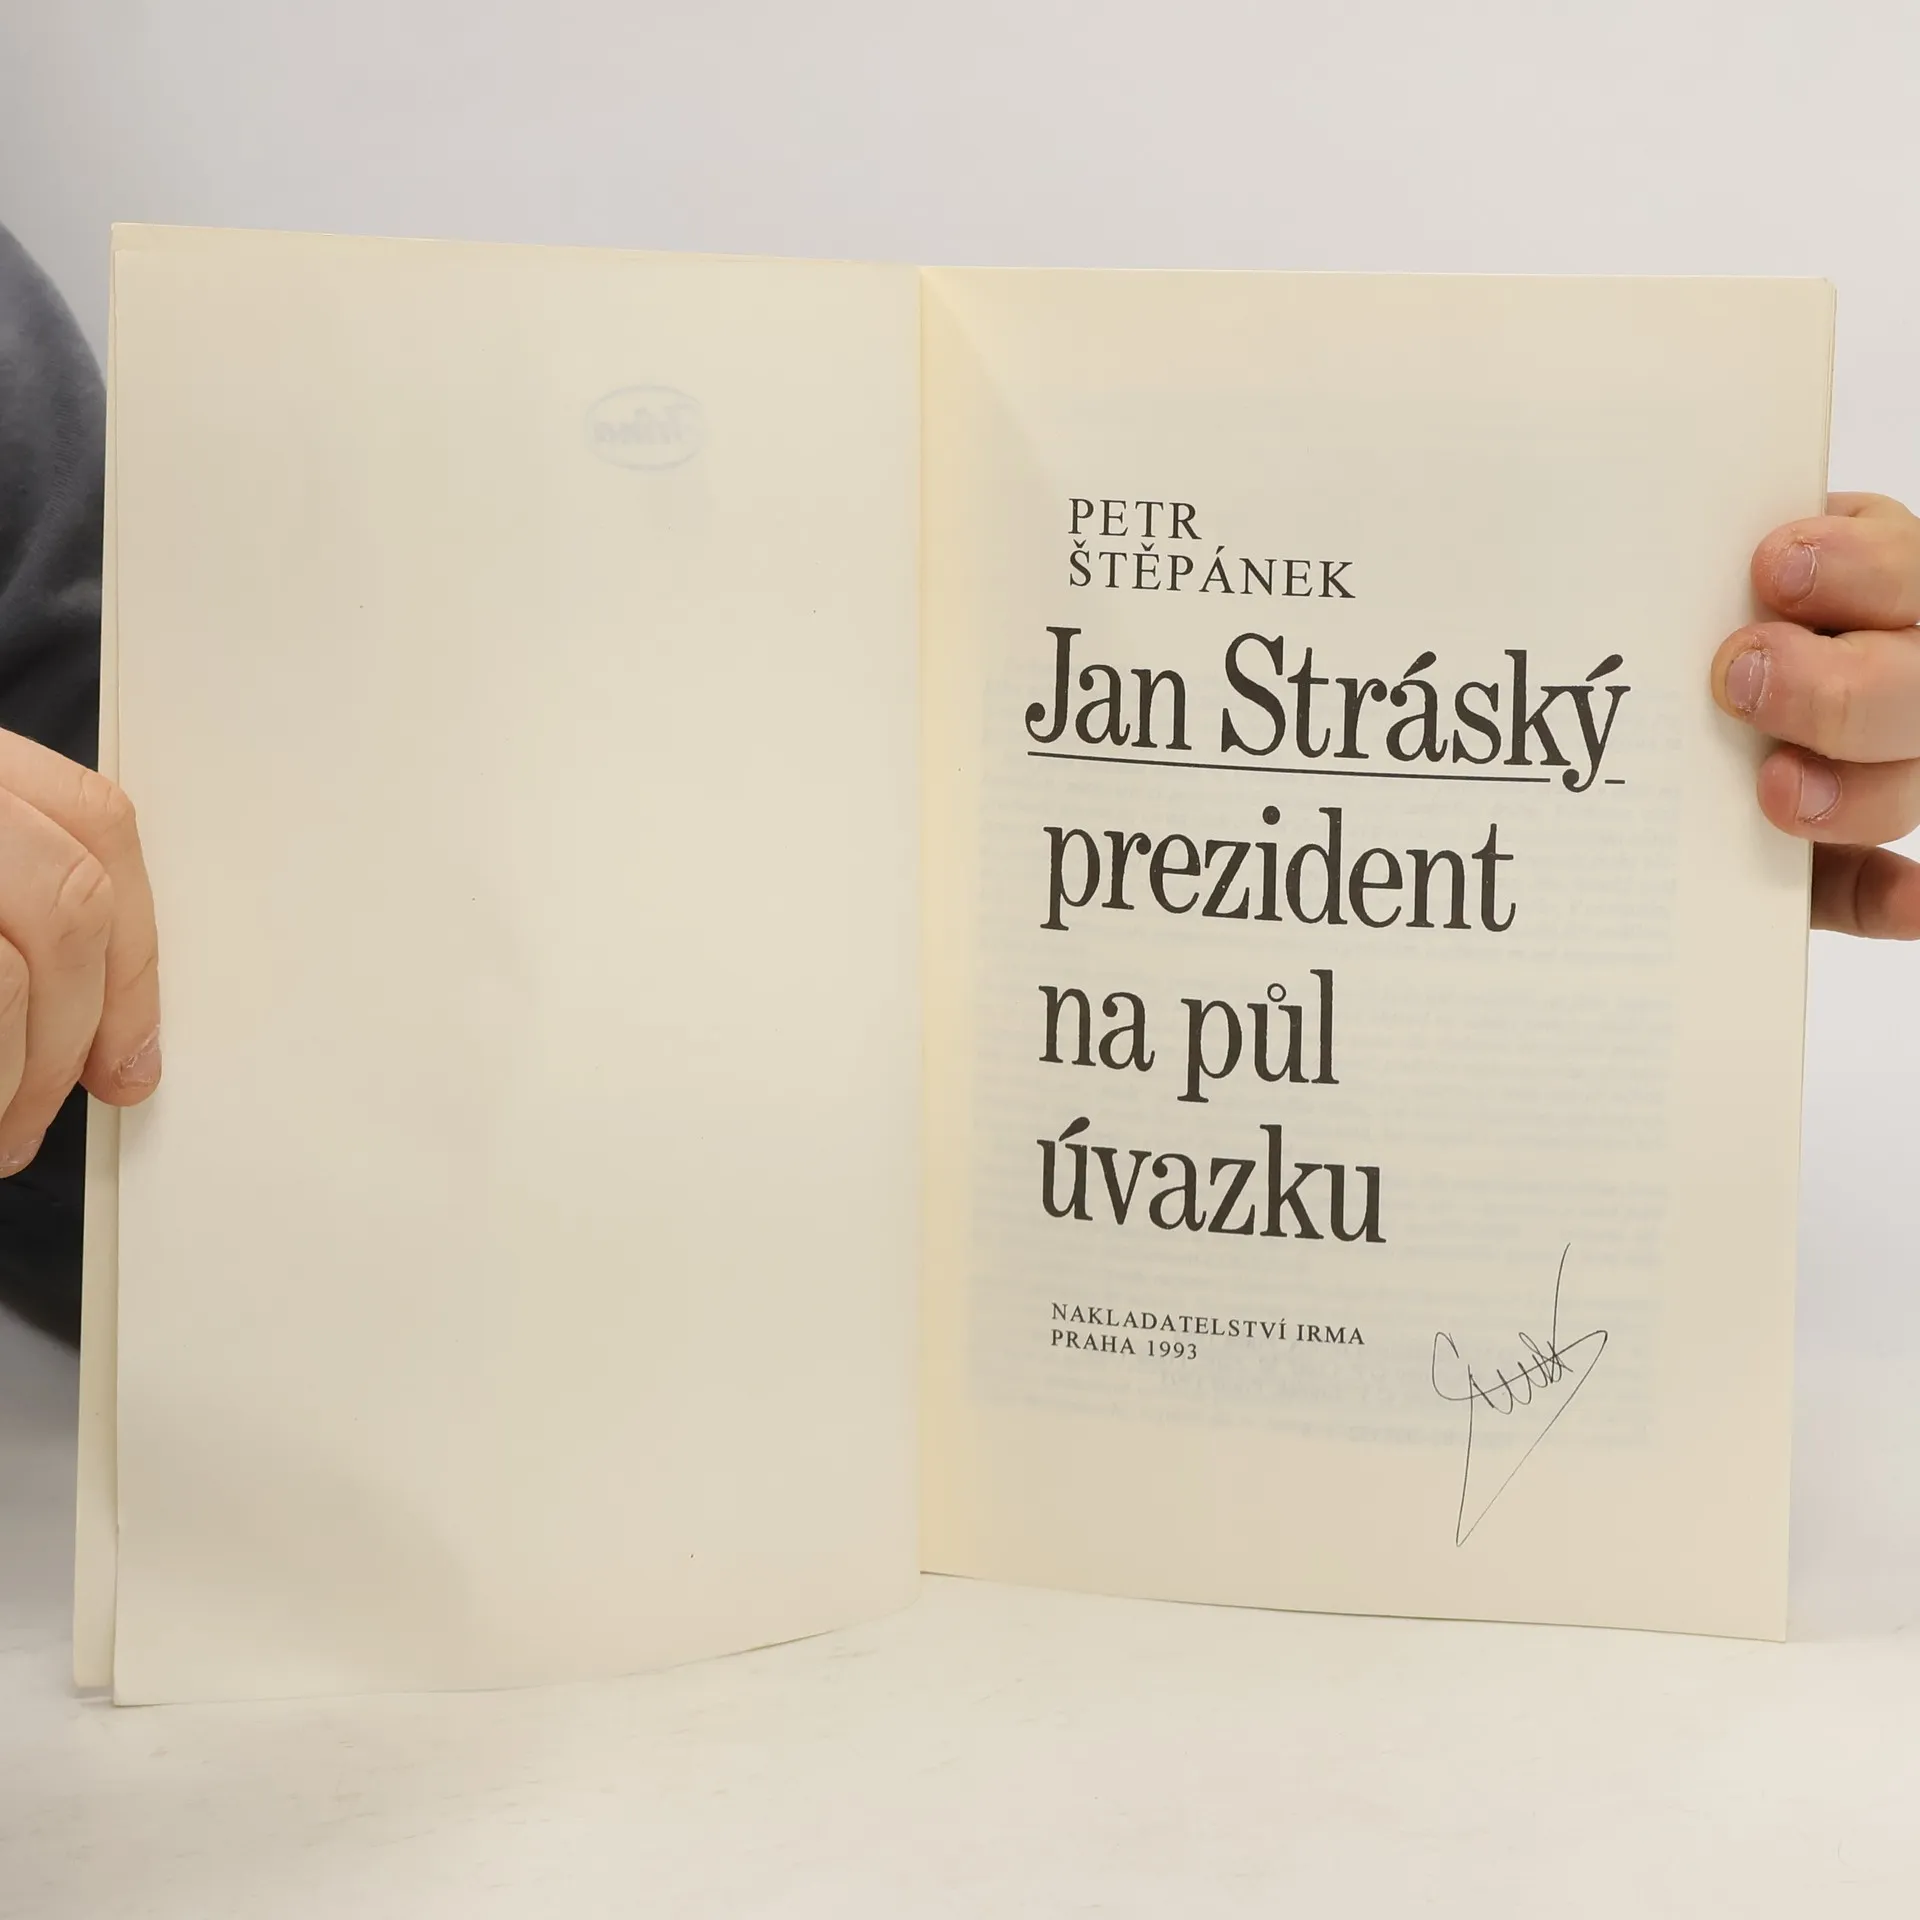 PETR
ŠTĚPÁNEK
Jan Stráský
prezident
na půl
úvazku
NAKLADATELSTVÍ IRMA
PRAHA 1993